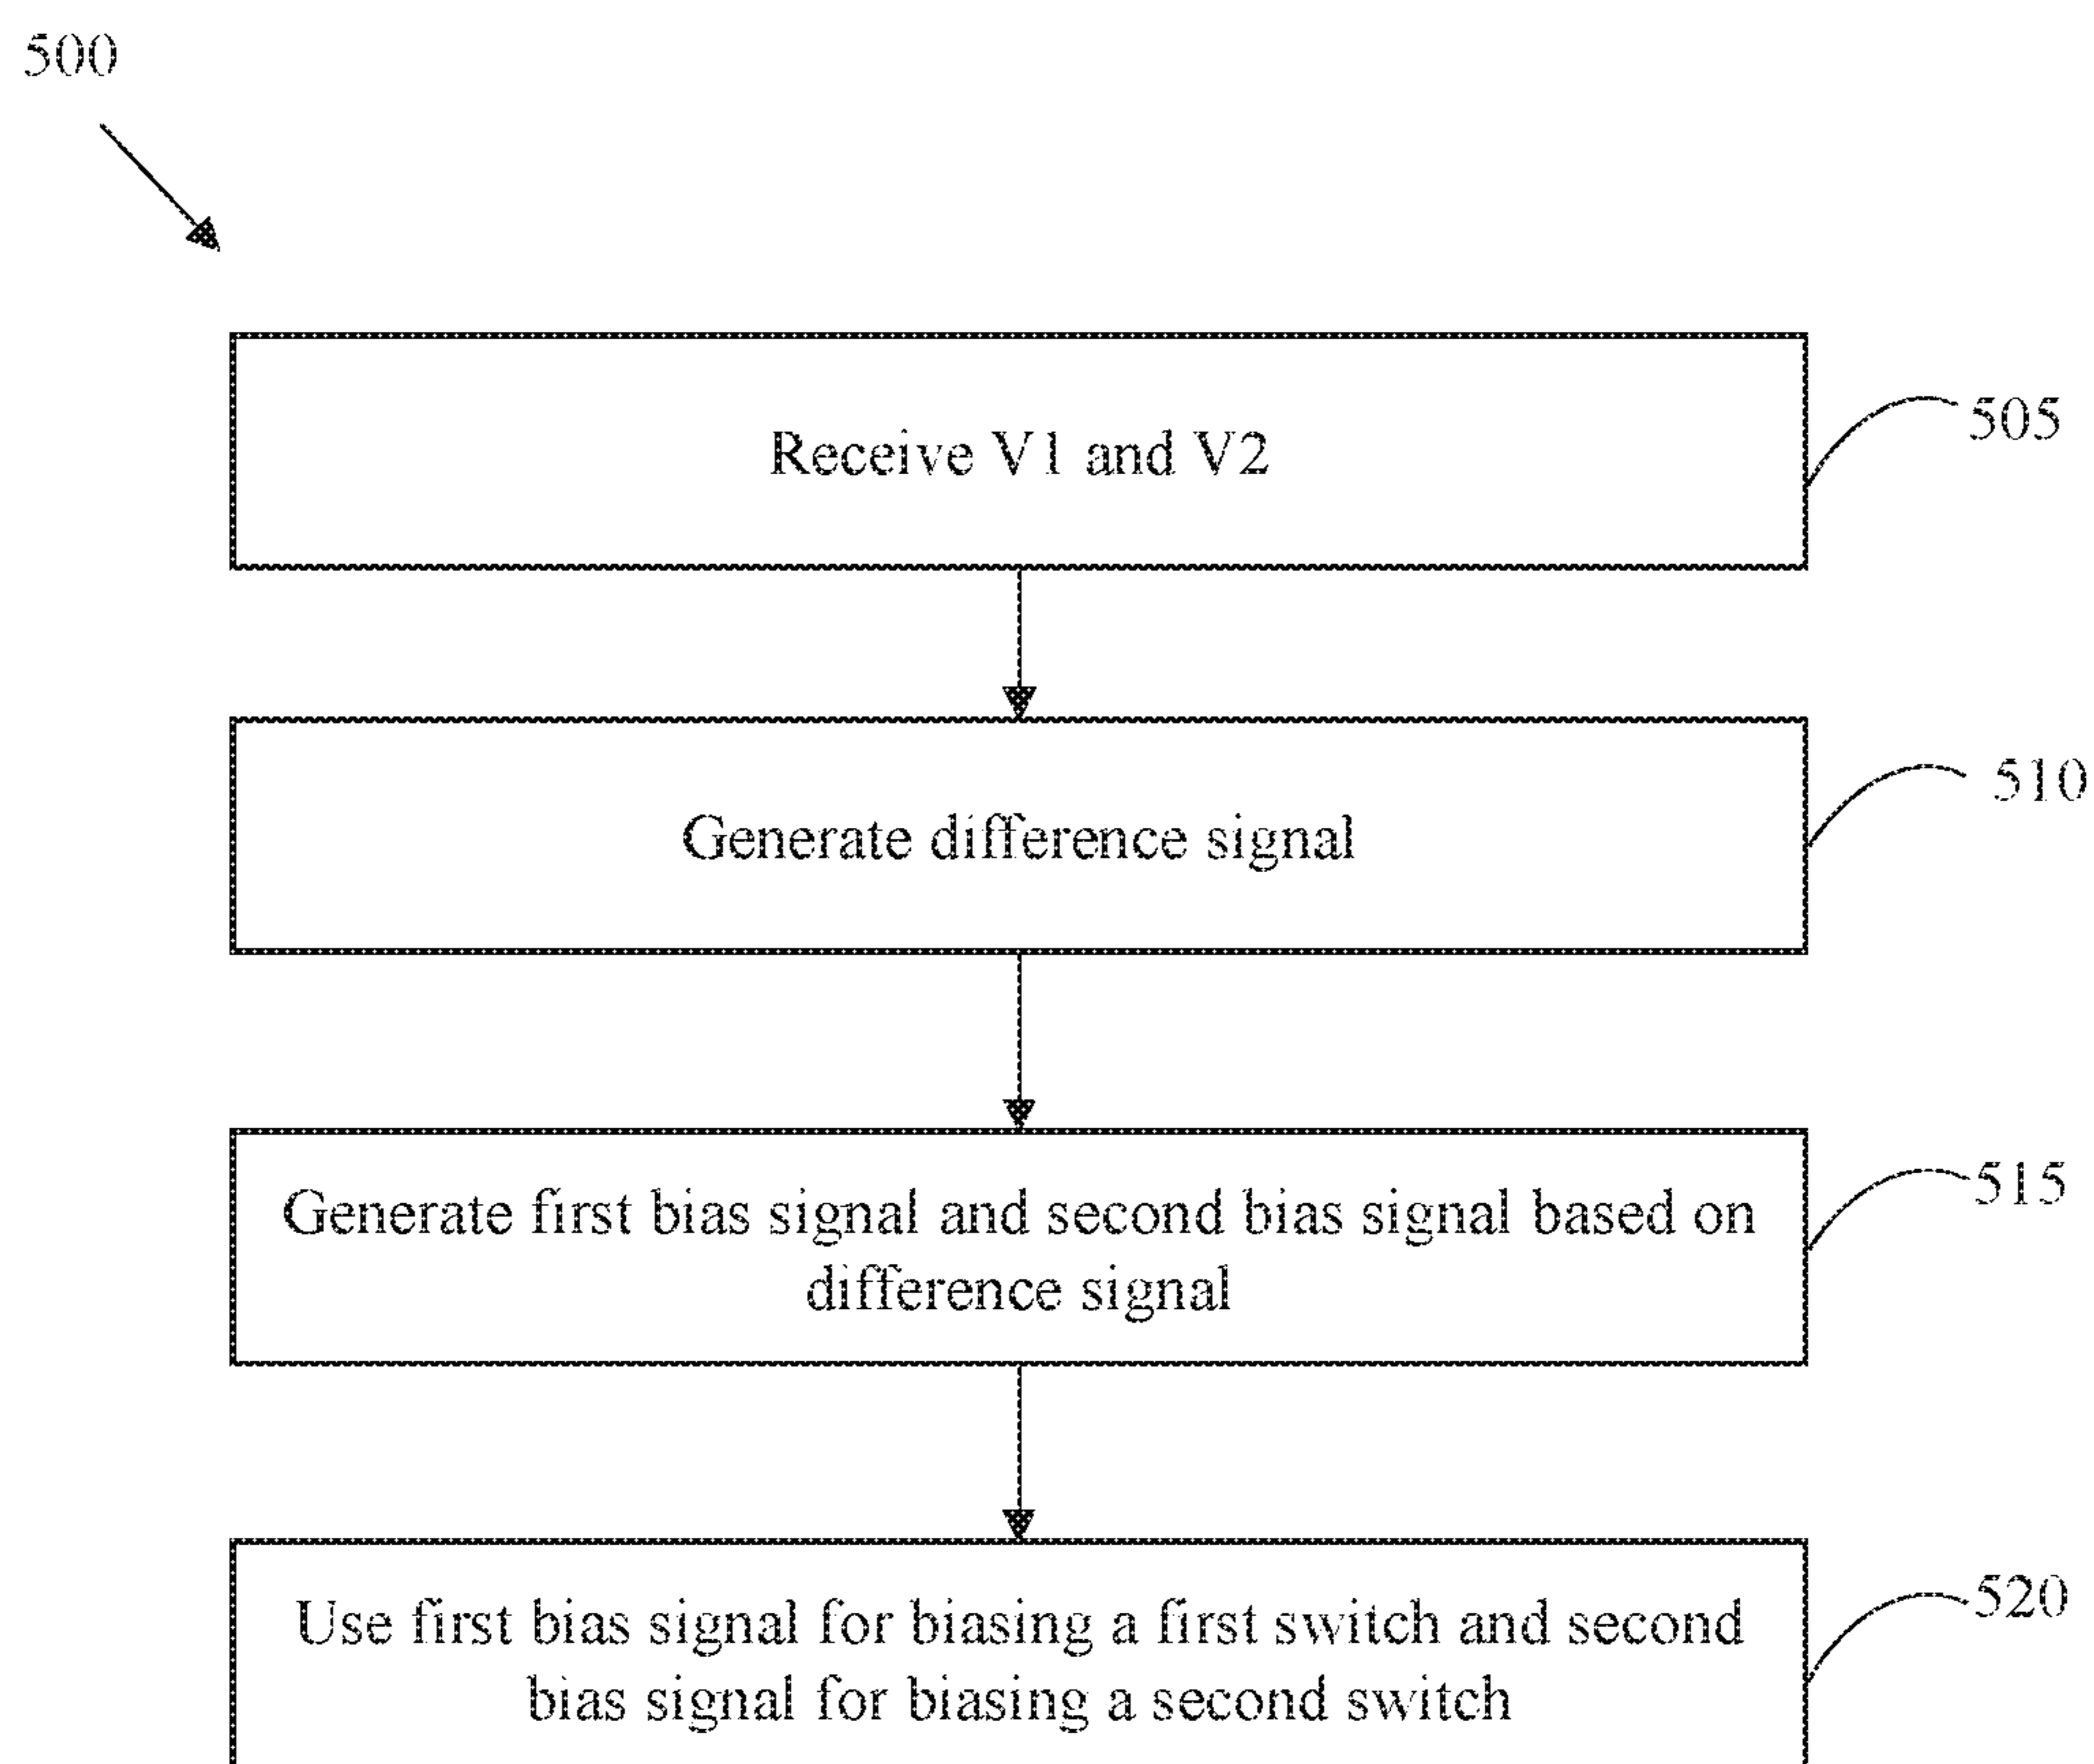 500
Receive V1 and V2
505
Generate difference signal
510
Generate first bias signal and second bias signal based on
difference signal
515
Use first bias signal for biasing a first switch and second
bias signal for biasing a second switch
520